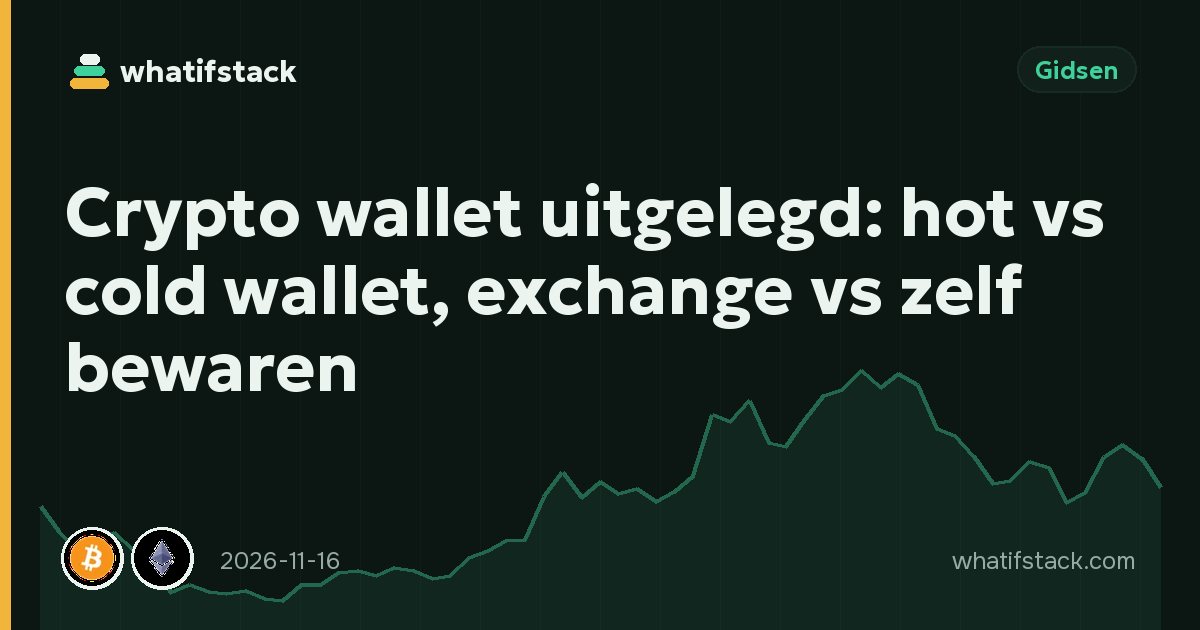 whatifstack
Gidsen
Crypto wallet uitgelegd: hot vs
cold wallet, exchange vs zelf
bewaren
2026-11-16
whatifstack.com